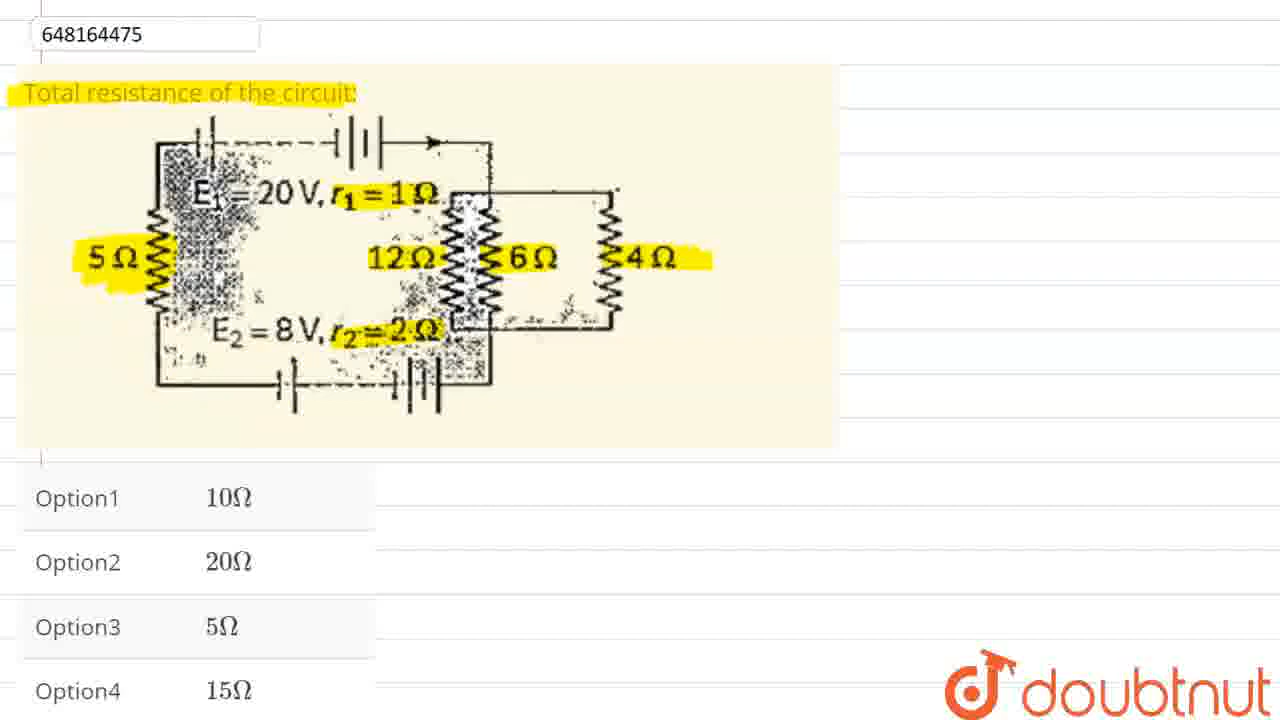 648164475
Total resistance of the circuit:
E₁ = 20 V, r₁ = 1 Ω
5 Ω 12 Ω 6 Ω 4 Ω
E₂ = 8 V, r₂ = 2 Ω
Option1 10Ω
Option2 20Ω
Option3 5Ω
Option4 15Ω
doubtnut